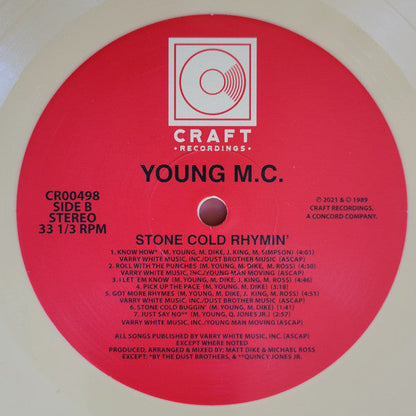 CRAFT
• RECORDINGS •
YOUNG M.C.
CR00498
SIDE B
STEREO
33 1/3 RPM
℗ 2021 & © 1989
CRAFT RECORDINGS,
A CONCORD COMPANY.
STONE COLD RHYMIN'
1. KNOW HOW* (M. YOUNG, M. DIKE, J. KING, M. SIMPSON) (4:01)
VARRY WHITE MUSIC, INC./DUST BROTHER MUSIC (ASCAP)
2. ROLL WITH THE PUNCHES (M. YOUNG, M. DIKE, M. ROSS) (4:30)
VARRY WHITE MUSIC, INC/YOUNG MAN MOVING (ASCAP)
3. I LET 'EM KNOW (M. YOUNG, M. DIKE, J. KING, M. ROSS) (4:46)
4. PICK UP THE PACE (M. YOUNG, M. DIKE) (3:18)
5. GOT MORE RHYMES (M. YOUNG, M. DIKE, J. KING, M. ROSS) (4:51)
VARRY WHITE MUSIC, INC/DUST BROTHER MUSIC (ASCAP)
6. STONE COLD BUGGIN' (M. YOUNG, M. DIKE) (1:41)
7. JUST SAY NO** (M. YOUNG, Q. JONES JR.) (2:57)
VARRY WHITE MUSIC, INC./YOUNG MAN MOVING (ASCAP)
ALL SONGS PUBLISHED BY VARRY WHITE MUSIC, INC. (ASCAP)
EXCEPT WHERE NOTED
PRODUCED, ARRANGED & MIXED BY: MATT DIKE & MICHAEL ROSS
EXCEPT: *BY THE DUST BROTHERS, & **QUINCY JONES JR.